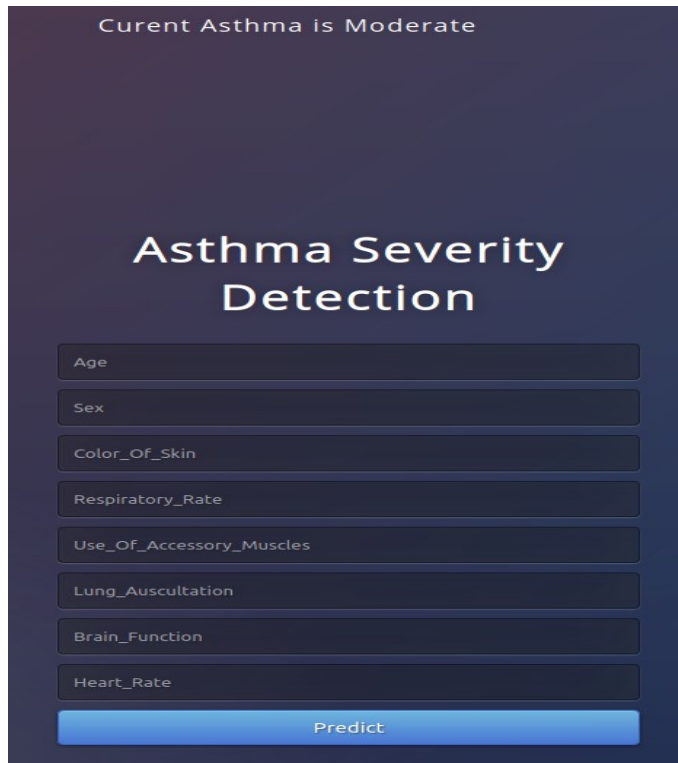 Curent Asthma is Moderate
Asthma Severity
Detection
Age
Sex
Color_Of_Skin
Respiratory_Rate
Use_Of_Accessory_Muscles
Lung_Auscultation
Brain_Function
Heart_Rate
Predict